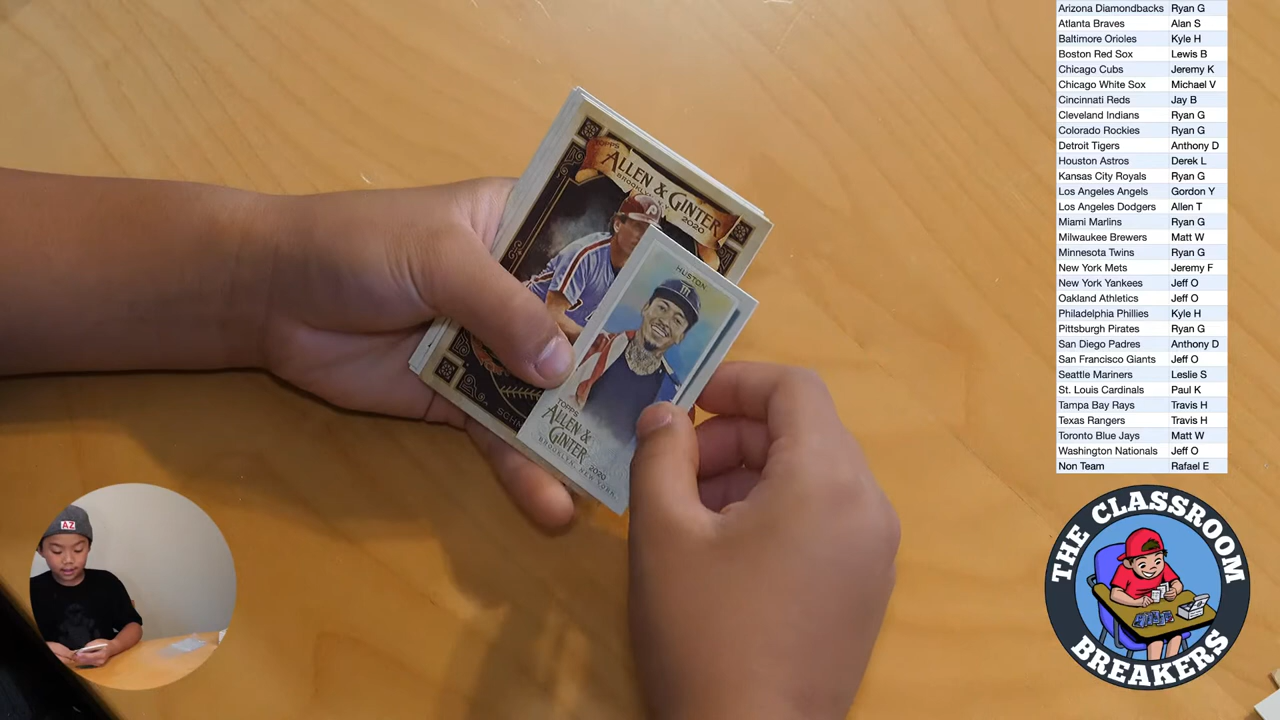 Arizona Diamondbacks Ryan G
Atlanta Braves Alan S
Baltimore Orioles Kyle H
Boston Red Sox Lewis B
Chicago Cubs Jeremy K
Chicago White Sox Michael V
Cincinnati Reds Jay B
Cleveland Indians Ryan G
Colorado Rockies Ryan G
Detroit Tigers Anthony D
Houston Astros Derek L
Kansas City Royals Ryan G
Los Angeles Angels Gordon Y
Los Angeles Dodgers Allen T
Miami Marlins Ryan G
Milwaukee Brewers Matt W
Minnesota Twins Ryan G
New York Mets Jeremy F
New York Yankees Jeff O
Oakland Athletics Jeff O
Philadelphia Phillies Kyle H
Pittsburgh Pirates Ryan G
San Diego Padres Anthony D
San Francisco Giants Jeff O
Seattle Mariners Leslie S
St. Louis Cardinals Paul K
Tampa Bay Rays Travis H
Texas Rangers Travis H
Toronto Blue Jays Matt W
Washington Nationals Jeff O
Non Team Rafael E
TOPPS
ALLEN & GINTER
2020
P
HUSTON
TOPPS
ALLEN &
GINTER
BROOKLYN, NEW YORK
2020
AZ
THE CLASSROOM
BREAKERS